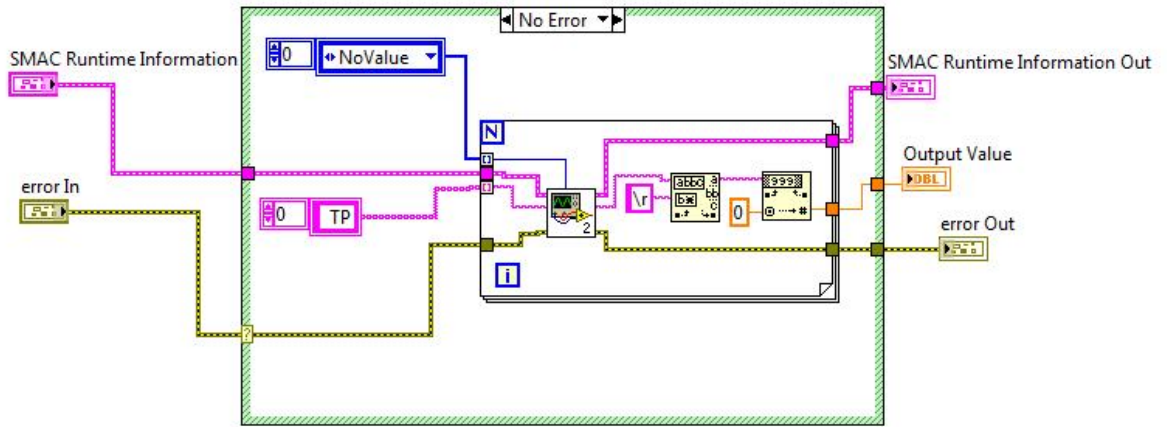 No Error
0
NoValue
SMAC Runtime Information
SMAC Runtime Information Out
N
Output Value
DBL
error In
0
TP
\r
0
999
#
2
i
?
error Out